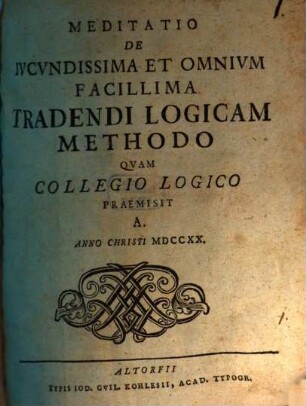 MEDITATIO
DE
IVCVNDISSIMA ET OMNIVM
FACILLIMA
TRADENDI LOGICAM
METHODO
QVAM
COLLEGIO LOGICO
PRAEMISIT
A.
ANNO CHRISTI MDCCXX.
ALTORFII
TYPIS IOD. GVIL. KOHLESII, ACAD. TYPOGR.